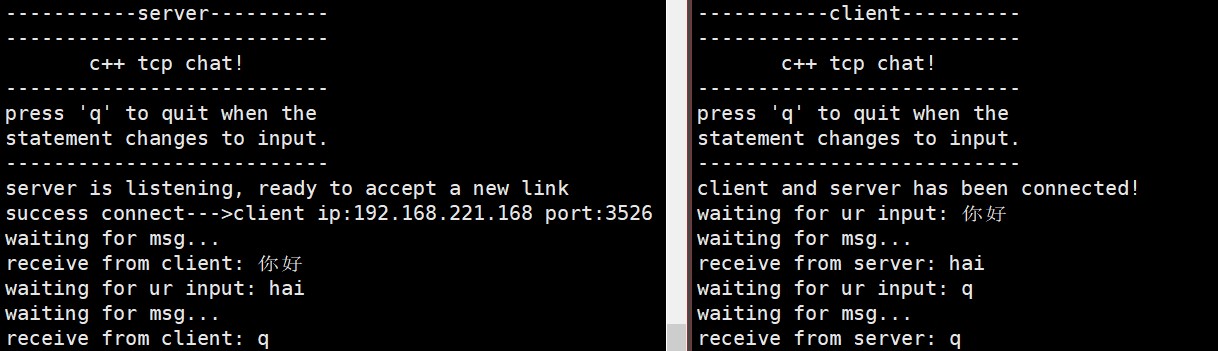 -----------server----------
---------------------------
       c++ tcp chat!
---------------------------
press 'q' to quit when the
statement changes to input.
---------------------------
server is listening, ready to accept a new link
success connect--->client ip:192.168.221.168 port:3526
waiting for msg...
receive from client: 你好
waiting for ur input: hai
waiting for msg...
receive from client: q
-----------client----------
---------------------------
       c++ tcp chat!
---------------------------
press 'q' to quit when the
statement changes to input.
---------------------------
client and server has been connected!
waiting for ur input: 你好
waiting for msg...
receive from server: hai
waiting for ur input: q
waiting for msg...
receive from server: q